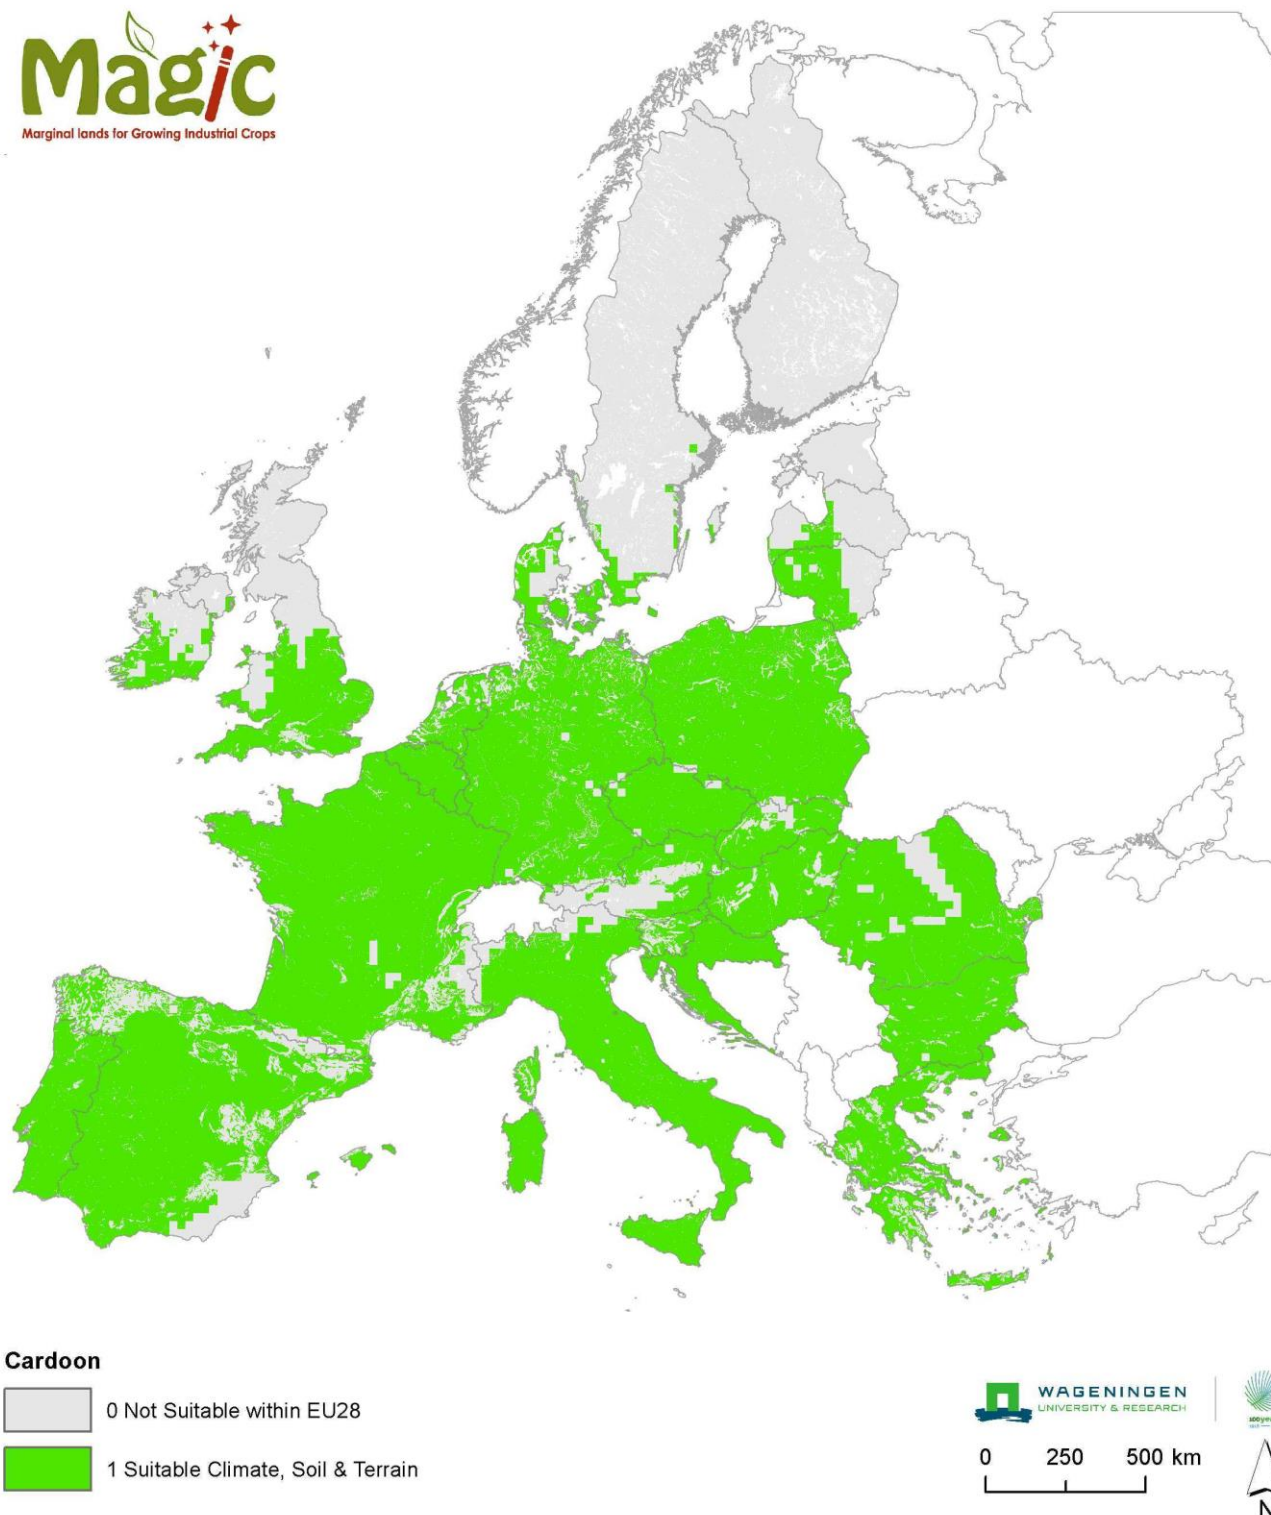 Magic
Marginal lands for Growing Industrial Crops
Cardoon
0 Not Suitable within EU28
1 Suitable Climate, Soil & Terrain
WAGENINGEN
UNIVERSITY & RESEARCH
0 250 500 km
N